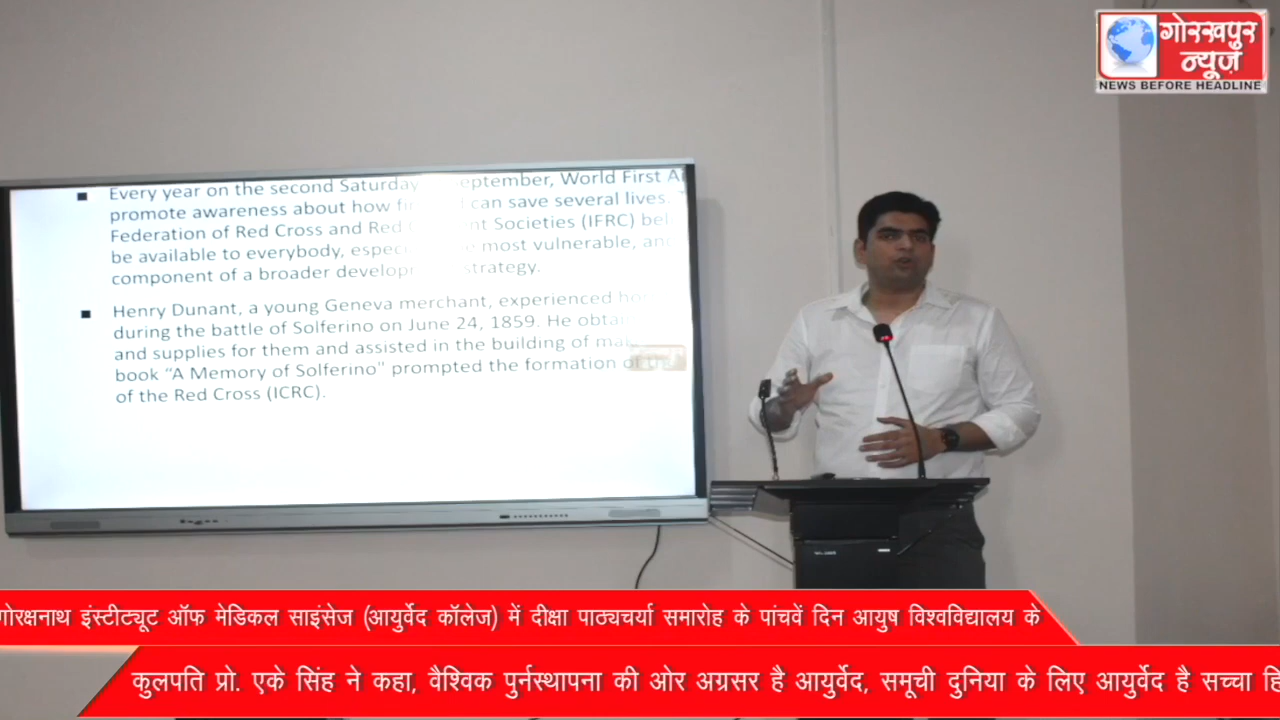 गोरखपुर
न्यूज़
NEWS BEFORE HEADLINE
Every year on the second Saturday September, World First
promote awareness about how can save several lives.
Federation of Red Cross and Red Societies (IFRC)
be available to everybody, most vulnerable,
component of a broader strategy.
Henry Dunant, a young Geneva merchant, experienced
during the battle of Solferino on June 24, 1859. He
and supplies for them and assisted in the building of
book “A Memory of Solferino" prompted the formation of
of the Red Cross (ICRC).
गोरक्षनाथ इंस्टीट्यूट ऑफ मेडिकल साइंसेज (आयुर्वेद कॉलेज) में दीक्षा पाठ्यचर्या समारोह के पांचवें दिन आयुष विश्वविद्यालय के
कुलपति प्रो. एके सिंह ने कहा, वैश्विक पुर्नस्थापना की ओर अग्रसर है आयुर्वेद, समूची दुनिया के लिए आयुर्वेद है सच्चा